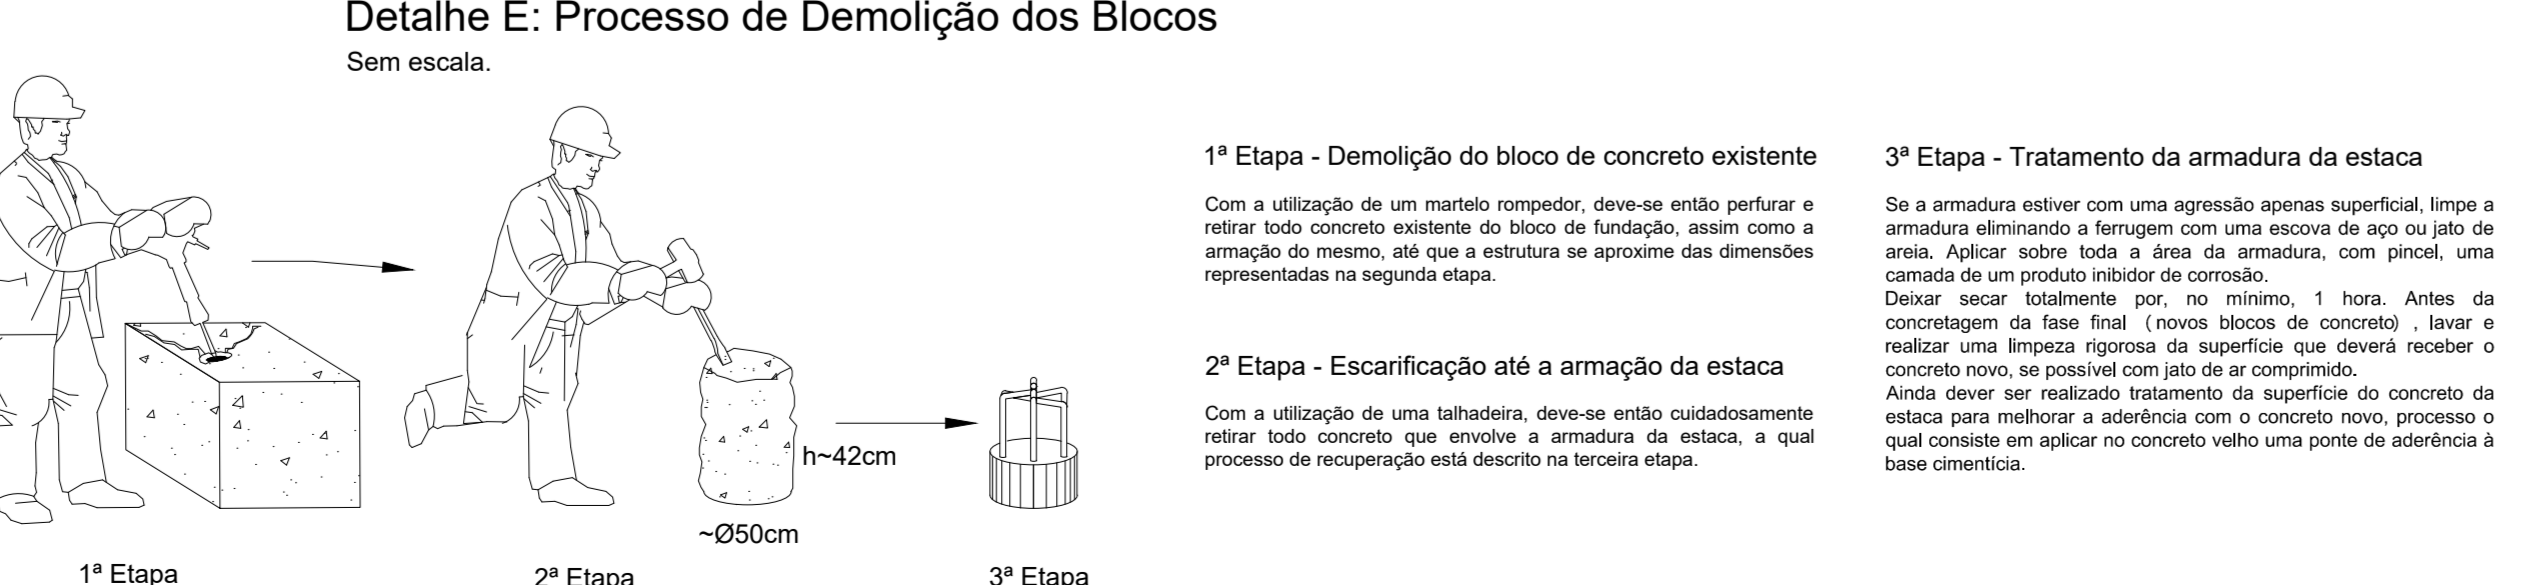 Detalhe E: Processo de Demolição dos Blocos
Sem escala.
h~42cm
~Ø50cm
1ª Etapa
2ª Etapa
3ª Etapa
1ª Etapa - Demolição do bloco de concreto existente
Com a utilização de um martelo rompedor, deve-se então perfurar e
retirar todo concreto existente do bloco de fundação, assim como a
armação do mesmo, até que a estrutura se aproxime das dimensões
representadas na segunda etapa.
2ª Etapa - Escarificação até a armação da estaca
Com a utilização de uma talhadeira, deve-se então cuidadosamente
retirar todo concreto que envolve a armadura da estaca, a qual
processo de recuperação está descrito na terceira etapa.
3ª Etapa - Tratamento da armadura da estaca
Se a armadura estiver com uma agressão apenas superficial, limpe a
armadura eliminando a ferrugem com uma escova de aço ou jato de
areia. Aplicar sobre toda a área da armadura, com pincel, uma
camada de um produto inibidor de corrosão.
Deixar secar totalmente por, no mínimo, 1 hora. Antes da
concretagem da fase final (novos blocos de concreto) , lavar e
realizar uma limpeza rigorosa da superfície que deverá receber o
concreto novo, se possível com jato de ar comprimido.
Ainda dever ser realizado tratamento da superfície do concreto da
estaca para melhorar a aderência com o concreto novo, processo o
qual consiste em aplicar no concreto velho uma ponte de aderência à
base cimentícia.